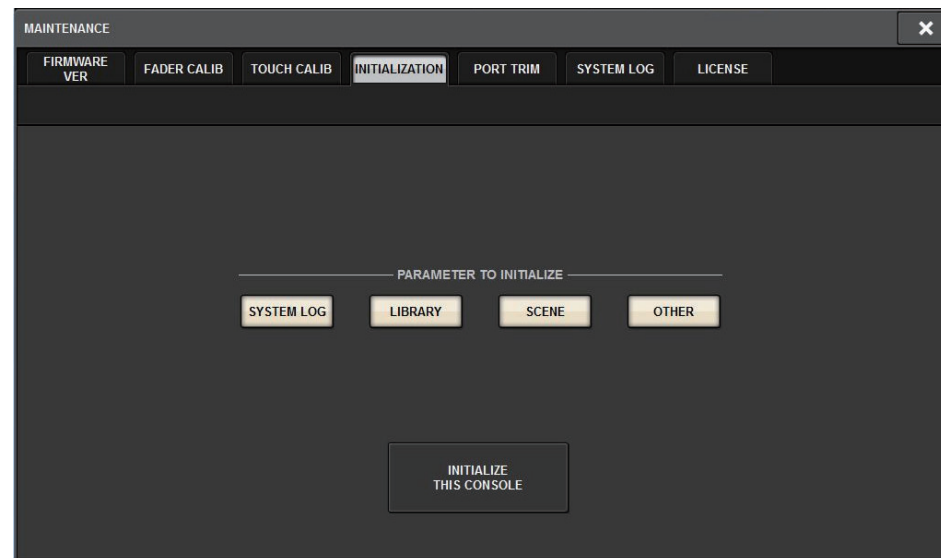 MAINTENANCE
FIRMWARE VER
FADER CALIB
TOUCH CALIB
INITIALIZATION
PORT TRIM
SYSTEM LOG
LICENSE
PARAMETER TO INITIALIZE
SYSTEM LOG
LIBRARY
SCENE
OTHER
INITIALIZE
THIS CONSOLE